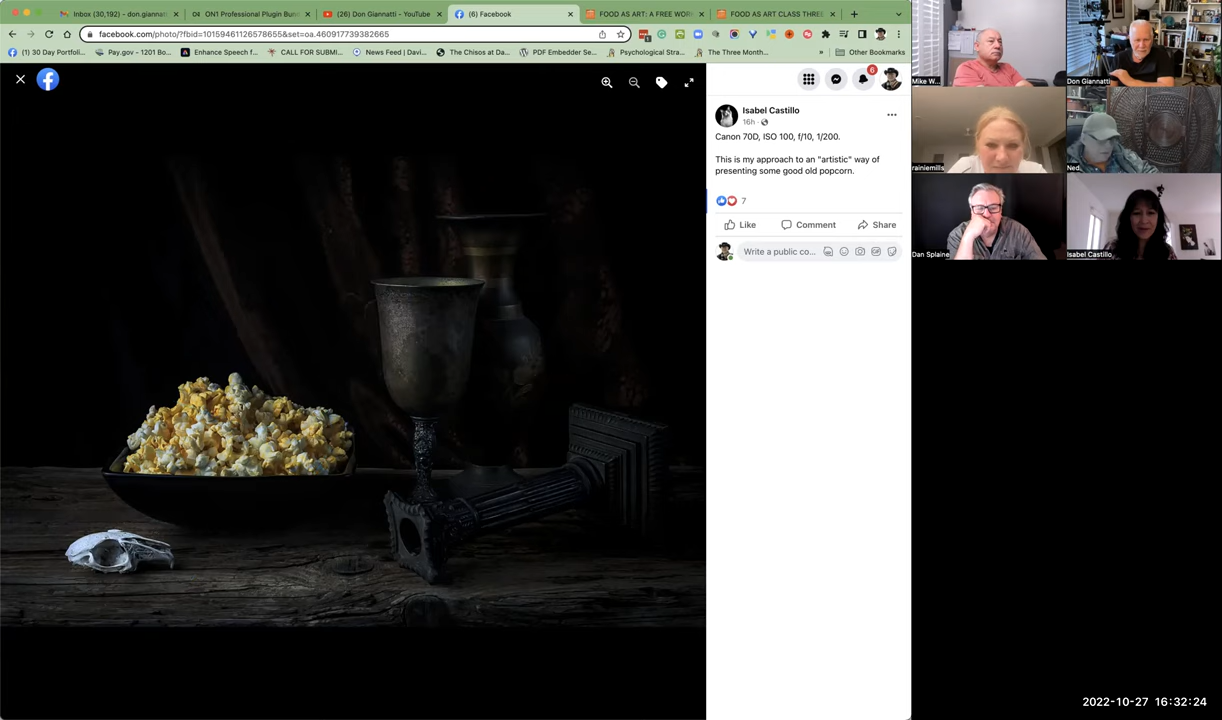 Inbox (30,192) - don.giannat
ON1 Professional Plugin Bun
(26) Don Giannatti - YouTube
(6) Facebook
FOOD AS ART: A FREE WOR
FOOD AS ART CLASS THREE
facebook.com/photo/?fbid=10159461126578655&set=oa.460917739382665
(1) 30 Day Portfoli...
Pay.gov - 1201 Bo...
Enhance Speech f...
CALL FOR SUBMI...
News Feed | Davi...
The Chisos at Da...
PDF Embedder Se...
Psychological Stra...
The Three Month...
»
Other Bookmarks
6
Isabel Castillo
16h ·
Canon 70D, ISO 100, f/10, 1/200.
This is my approach to an "artistic" way of
presenting some good old popcorn.
7
Like
Comment
Share
Write a public co...
Mike W...
Don Giannatti
rainiemills
Ned
Dan Splaine
Isabel Castillo
2022-10-27 16:32:24